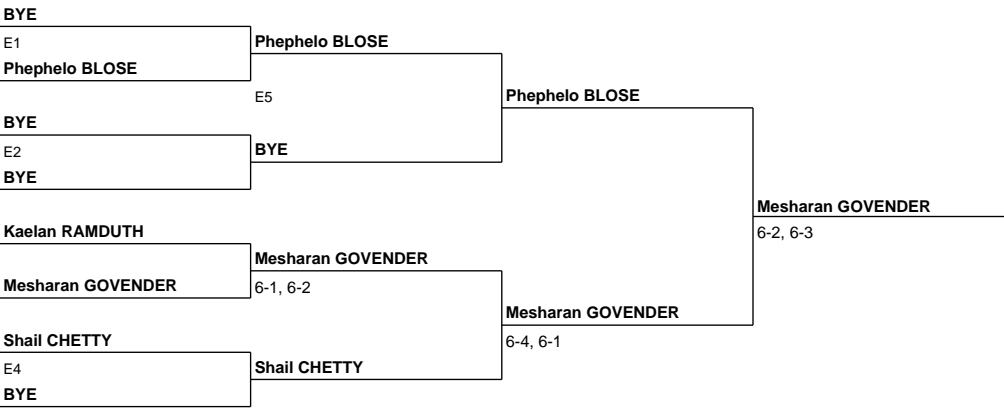 BYE
E1
Phephelo BLOSE
Phephelo BLOSE
E5
Phephelo BLOSE
BYE
E2
BYE
BYE
Mesharan GOVENDER
6-2, 6-3
Kaelan RAMDUTH
Mesharan GOVENDER
Mesharan GOVENDER
6-1, 6-2
Mesharan GOVENDER
6-4, 6-1
Shail CHETTY
E4
Shail CHETTY
BYE